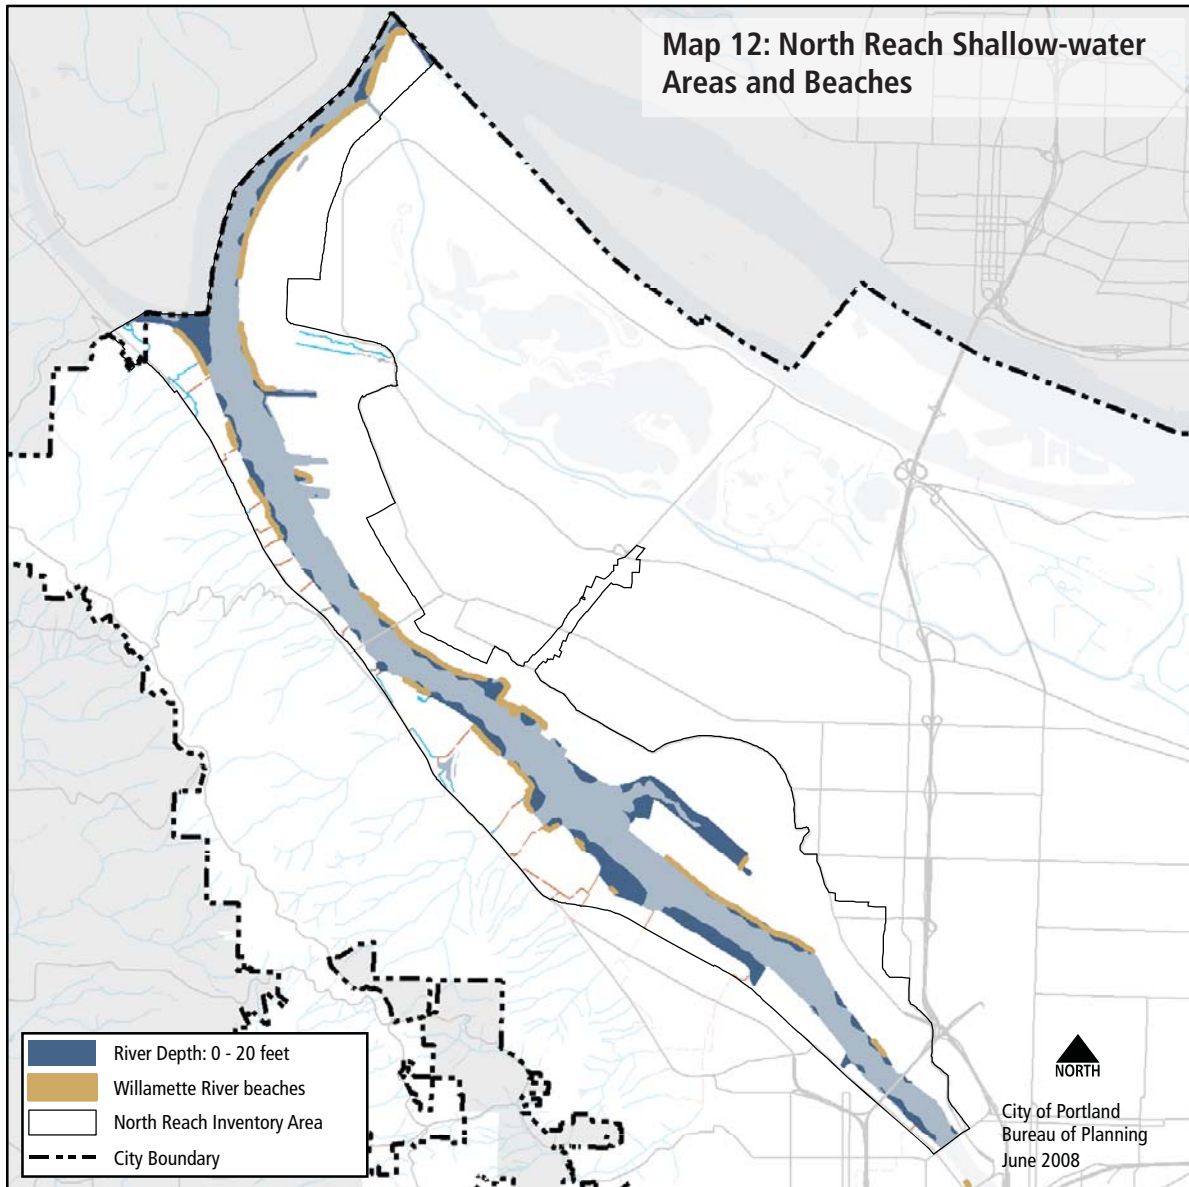 Map 12: North Reach Shallow-water
Areas and Beaches
River Depth: 0 - 20 feet
Willamette River beaches
North Reach Inventory Area
City Boundary
NORTH
City of Portland
Bureau of Planning
June 2008